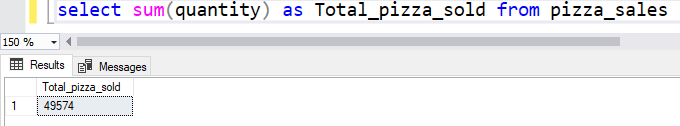 select sum(quantity) as Total_pizza_sold from pizza_sales
150 %
Results Messages
Total_pizza_sold
1 49574